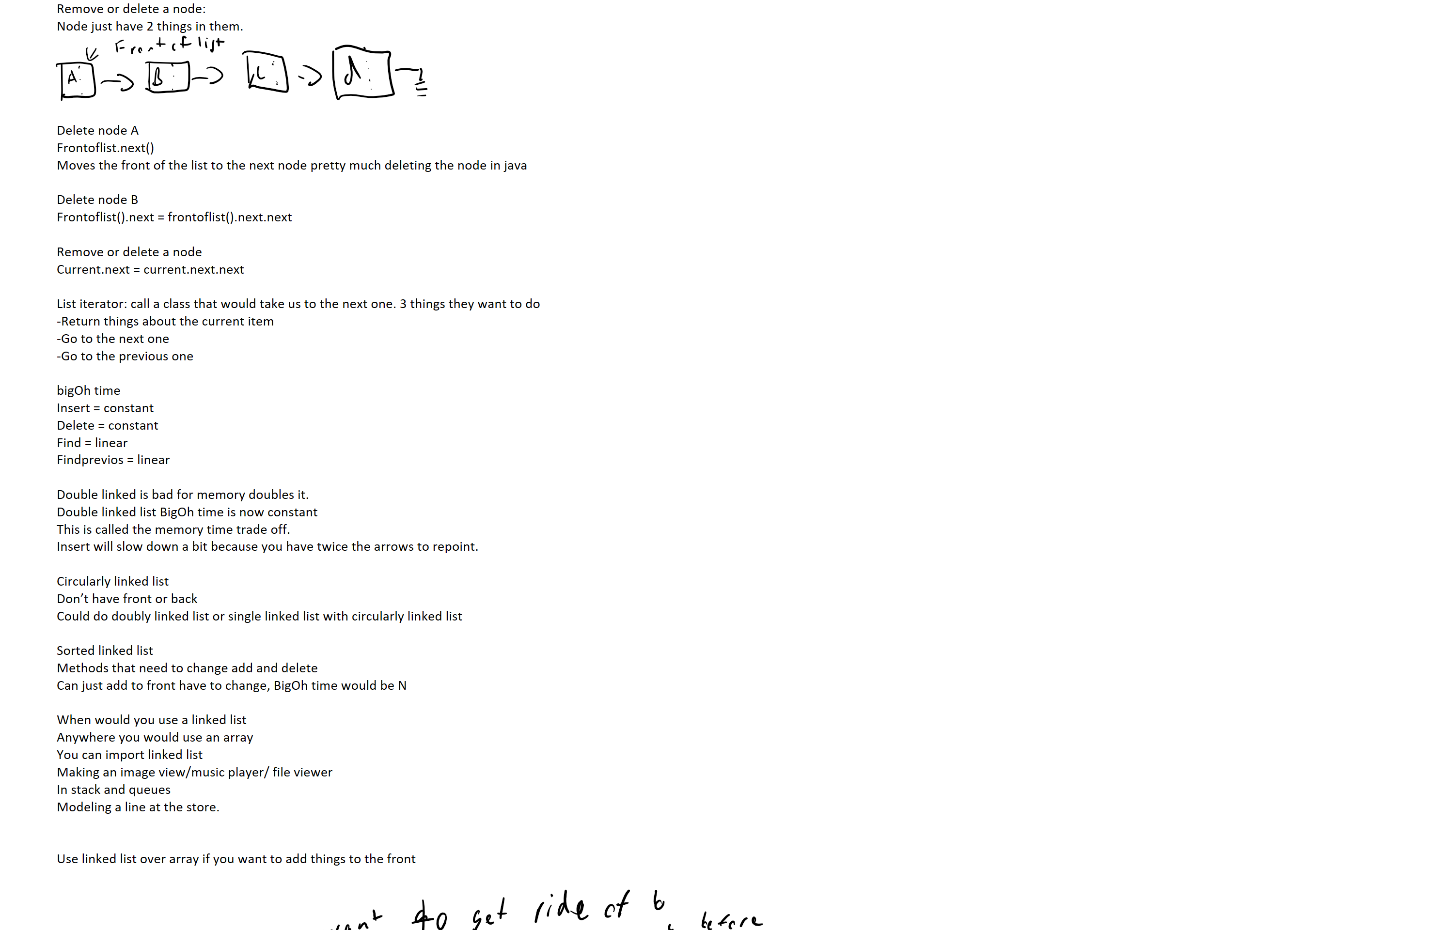 Remove or delete a node:
Node just have 2 things in them.
Front of list
A B C d
Delete node A
Frontoflist.next()
Moves the front of the list to the next node pretty much deleting the node in java
Delete node B
Frontoflist().next = frontoflist().next.next
Remove or delete a node
Current.next = current.next.next
List iterator: call a class that would take us to the next one. 3 things they want to do
-Return things about the current item
-Go to the next one
-Go to the previous one
bigOh time
Insert = constant
Delete = constant
Find = linear
Findprevios = linear
Double linked is bad for memory doubles it.
Double linked list BigOh time is now constant
This is called the memory time trade off.
Insert will slow down a bit because you have twice the arrows to repoint.
Circularly linked list
Don't have front or back
Could do doubly linked list or single linked list with circularly linked list
Sorted linked list
Methods that need to change add and delete
Can just add to front have to change, BigOh time would be N
When would you use a linked list
Anywhere you would use an array
You can import linked list
Making an image view/music player/ file viewer
In stack and queues
Modeling a line at the store.
Use linked list over array if you want to add things to the front
to get ride of b
before